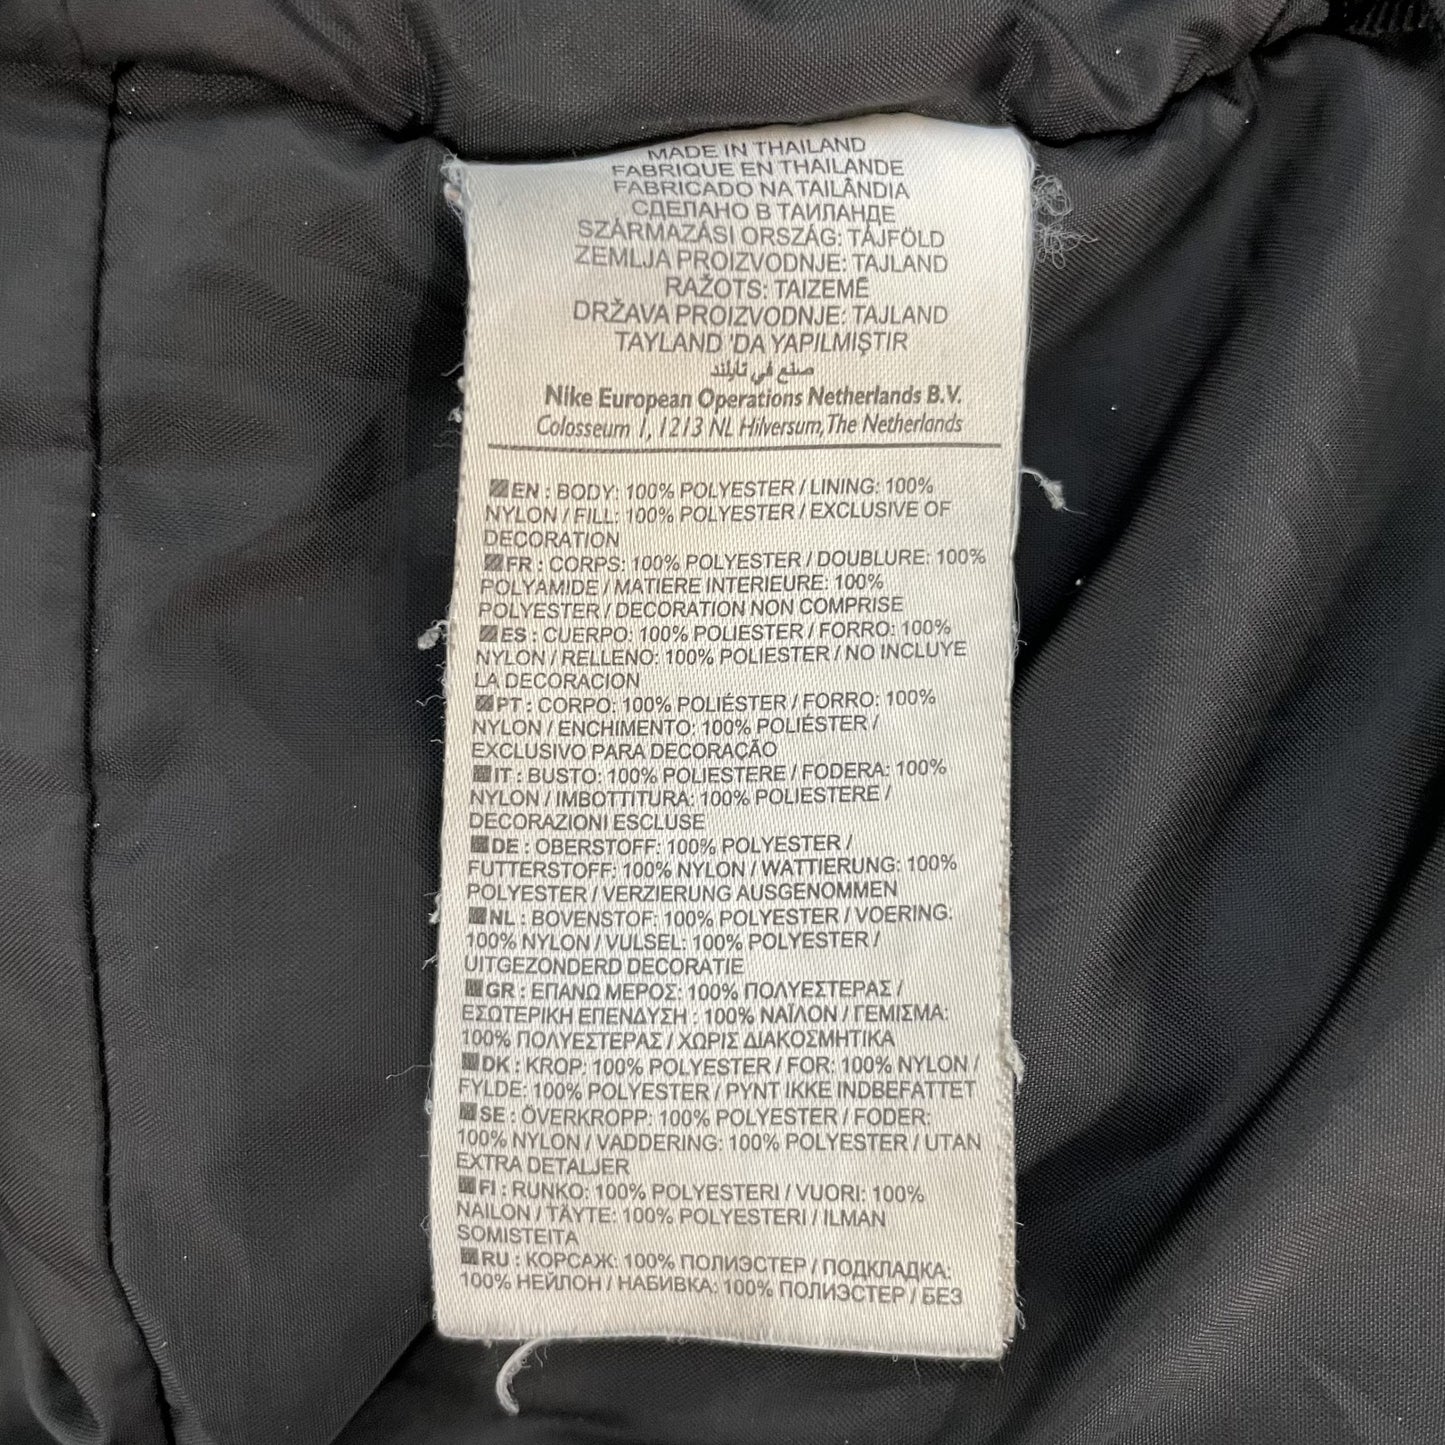 MADE IN THAILAND
FABRIQUE EN THAILANDE
FABRICADO NA TAILÂNDIA
СДЕЛАНО В ТАИЛАНДЕ
SZÁRMAZÁSI ORSZÁG: TÁJFÖLD
ZEMLJA PROIZVODNJE: TAJLAND
RAŽOTS: TAIZEMĒ
DRŽAVA PROIZVODNJE: TAJLAND
TAYLAND 'DA YAPILMIŞTIR
صنع في تايلند
Nike European Operations Netherlands B.V.
Colosseum 1, 1213 NL Hilversum, The Netherlands
EN : BODY: 100% POLYESTER / LINING: 100%
NYLON / FILL: 100% POLYESTER / EXCLUSIVE OF
DECORATION
FR : CORPS: 100% POLYESTER / DOUBLURE: 100%
POLYAMIDE / MATIERE INTERIEURE: 100%
POLYESTER / DECORATION NON COMPRISE
ES : CUERPO: 100% POLIESTER / FORRO: 100%
NYLON / RELLENO: 100% POLIESTER / NO INCLUYE
LA DECORACION
PT : CORPO: 100% POLIÉSTER / FORRO: 100%
NYLON / ENCHIMENTO: 100% POLIÉSTER /
EXCLUSIVO PARA DECORAÇÃO
IT : BUSTO: 100% POLIESTERE / FODERA: 100%
NYLON / IMBOTTITURA: 100% POLIESTERE /
DECORAZIONI ESCLUSE
DE : OBERSTOFF: 100% POLYESTER /
FUTTERSTOFF: 100% NYLON / WATTIERUNG: 100%
POLYESTER / VERZIERUNG AUSGENOMMEN
NL : BOVENSTOF: 100% POLYESTER / VOERING:
100% NYLON / VULSEL: 100% POLYESTER /
UITGEZONDERD DECORATIE
GR : ΕΠΑΝΩ ΜΕΡΟΣ: 100% ΠΟΛΥΕΣΤΕΡΑΣ /
ΕΣΩΤΕΡΙΚΗ ΕΠΕΝΔΥΣΗ : 100% ΝΑΪΛΟΝ / ΓΕΜΙΣΜΑ:
100% ΠΟΛΥΕΣΤΕΡΑΣ / ΧΩΡΙΣ ΔΙΑΚΟΣΜΗΤΙΚΑ
DK : KROP: 100% POLYESTER / FOR: 100% NYLON /
FYLDE: 100% POLYESTER / PYNT IKKE INDBEFATTET
SE : ÖVERKROPP: 100% POLYESTER / FODER:
100% NYLON / VADDERING: 100% POLYESTER / UTAN
EXTRA DETALJER
FI : RUNKO: 100% POLYESTERI / VUORI: 100%
NAILON / TÄYTE: 100% POLYESTERI / ILMAN
SOMISTEITA
RU : КОРСАЖ: 100% ПОЛИЭСТЕР / ПОДКЛАДКА:
100% НЕЙЛОН / НАБИВКА: 100% ПОЛИЭСТЕР / БЕЗ